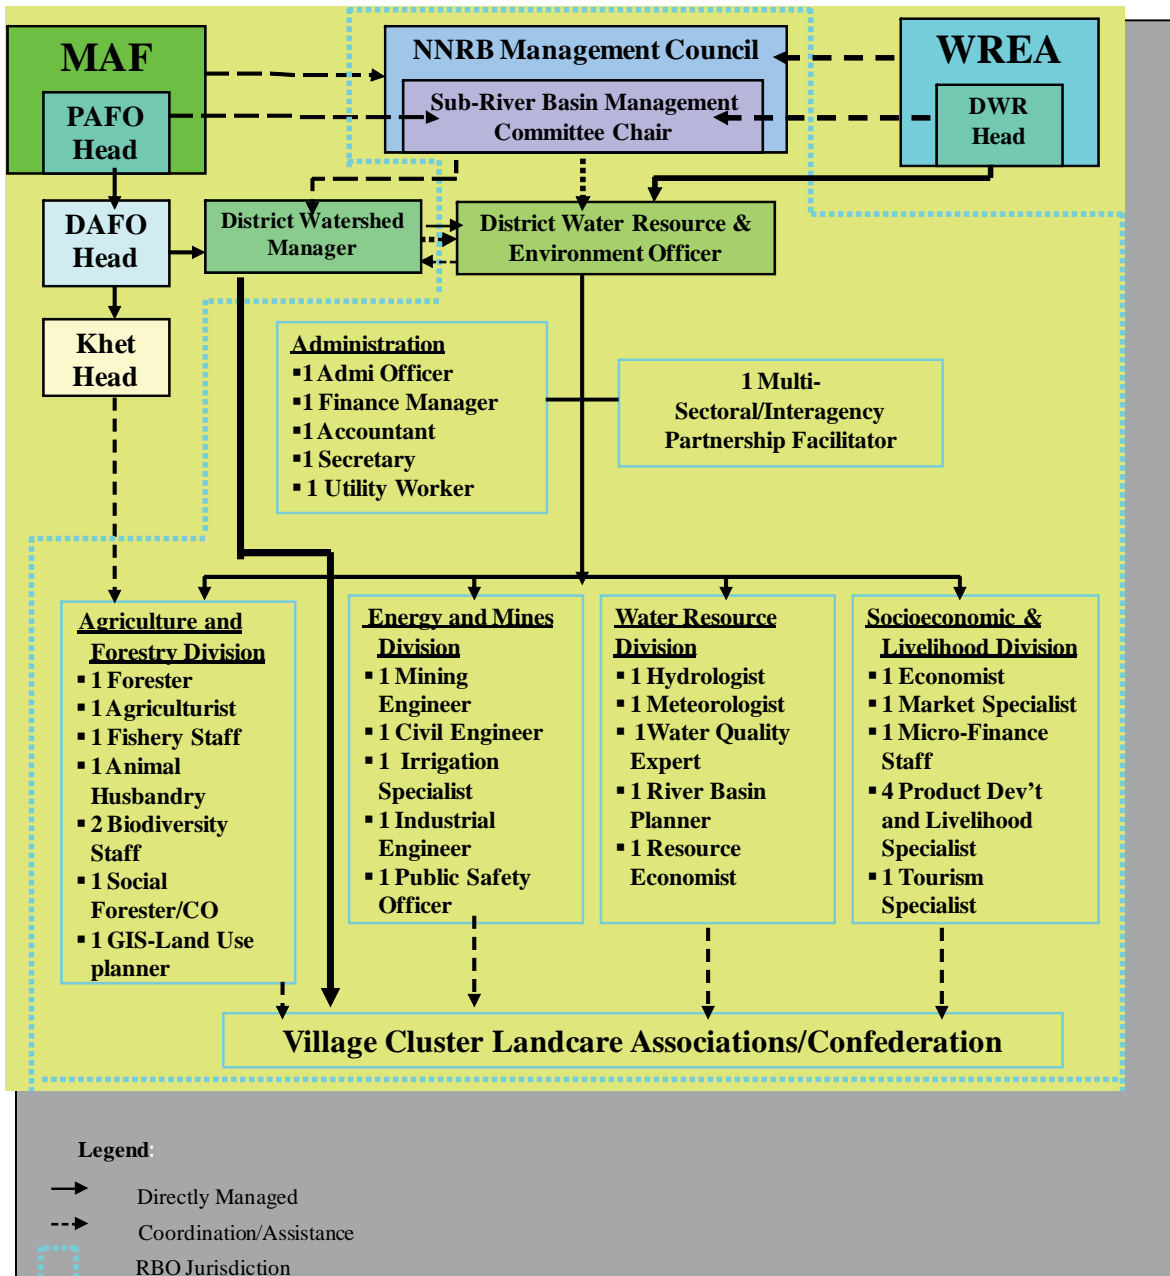 MAF
PAFO
Head
NNRB Management Council
Sub-River Basin Management
Committee Chair
WREA
DWR
Head
DAFO
Head
District Watershed
Manager
District Water Resource &
Environment Officer
Khet
Head
Administration
▪1 Admi Officer
▪1 Finance Manager
▪1 Accountant
▪1 Secretary
▪ 1 Utility Worker
1 Multi-
Sectoral/Interagency
Partnership Facilitator
Agriculture and
Forestry Division
▪ 1 Forester
▪ 1 Agriculturist
▪ 1 Fishery Staff
▪ 1 Animal
Husbandry
▪ 2 Biodiversity
Staff
▪ 1 Social
Forester/CO
▪ 1 GIS-Land Use
planner
Energy and Mines
Division
▪ 1 Mining
Engineer
▪ 1 Civil Engineer
▪ 1 Irrigation
Specialist
▪ 1 Industrial
Engineer
▪ 1 Public Safety
Officer
Water Resource
Division
▪ 1 Hydrologist
▪ 1 Meteorologist
▪ 1Water Quality
Expert
▪ 1 River Basin
Planner
▪ 1 Resource
Economist
Socioeconomic &
Livelihood Division
▪ 1 Economist
▪ 1 Market Specialist
▪ 1 Micro-Finance
Staff
▪ 4 Product Dev't
and Livelihood
Specialist
▪ 1 Tourism
Specialist
Village Cluster Landcare Associations/Confederation
Legend:
Directly Managed
Coordination/Assistance
RBO Jurisdiction